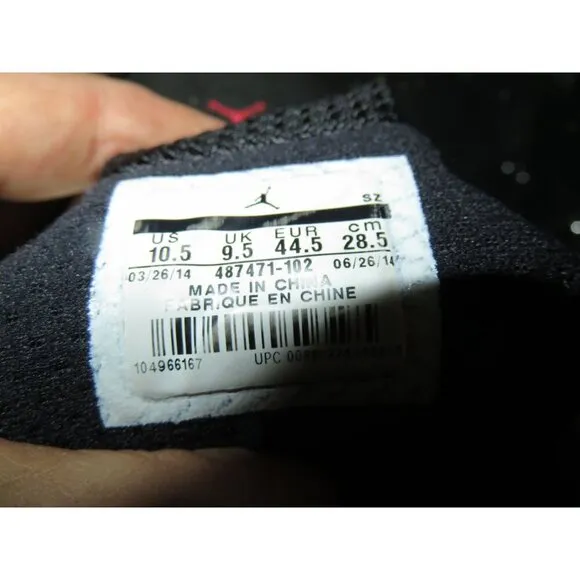 SZ
US UK EUR cm
10.5 9.5 44.5 28.5
03/26/14 487471-102 06/26/14
MADE IN CHINA
FABRIQUE EN CHINE
104966167 UPC